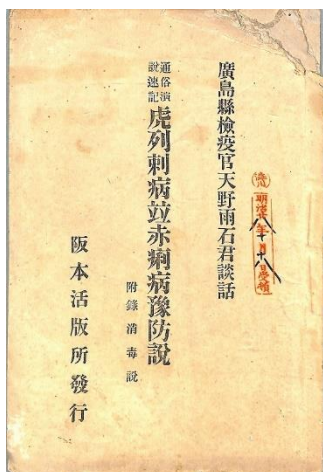 廣島縣檢疫官天野雨石君談話
通俗演說速記
虎列剌病竝赤痢病豫防說
附錄消毒說
阪本活版所發行